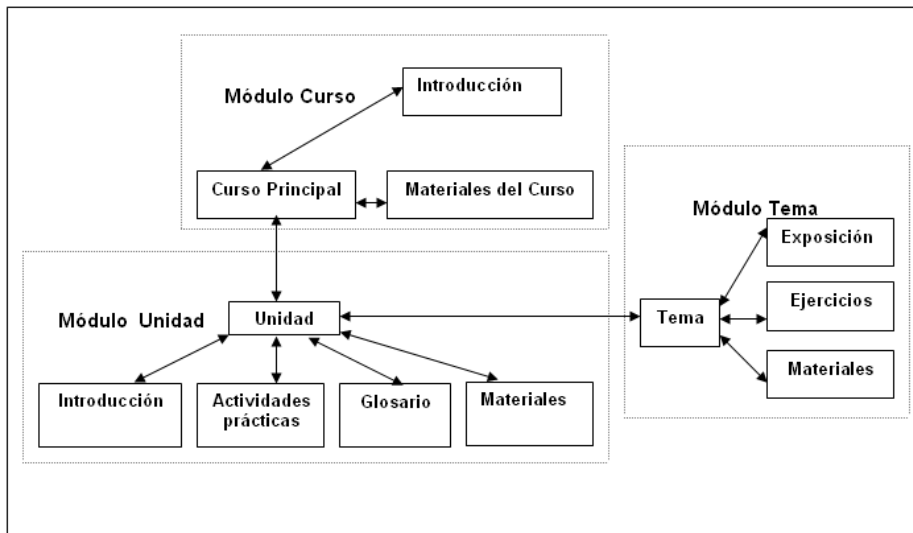 Módulo Curso
Introducción
Curso Principal
Materiales del Curso
Módulo Unidad
Unidad
Introducción
Actividades
prácticas
Glosario
Materiales
Módulo Tema
Tema
Exposición
Ejercicios
Materiales